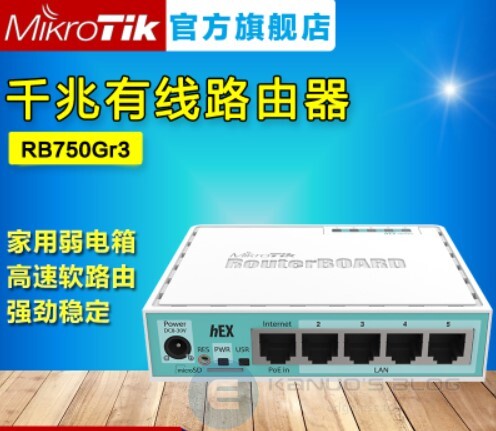 MikroTik 官方旗舰店
千兆有线路由器
RB750Gr3
家用弱电箱
高速软路由
强劲稳定
MikroTik
RouterBOARD
Power
DC8-30V
hEX
RES PWR USR
microSD
Internet 2 3 4 5
PoE in LAN
KANDO'S BLOG